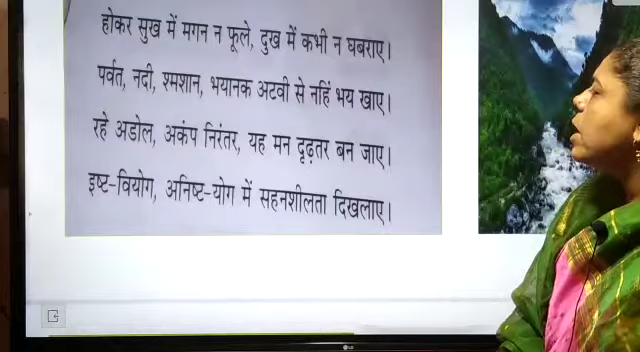 होकर सुख में मगन न फूले, दुख में कभी न घबराए।
पर्वत, नदी, श्मशान, भयानक अटवी से नहिं भय खाए।
रहे अडोल, अकंप निरंतर, यह मन दृढ़तर बन जाए।
इष्ट-वियोग, अनिष्ट-योग में सहनशीलता दिखलाए।
LG